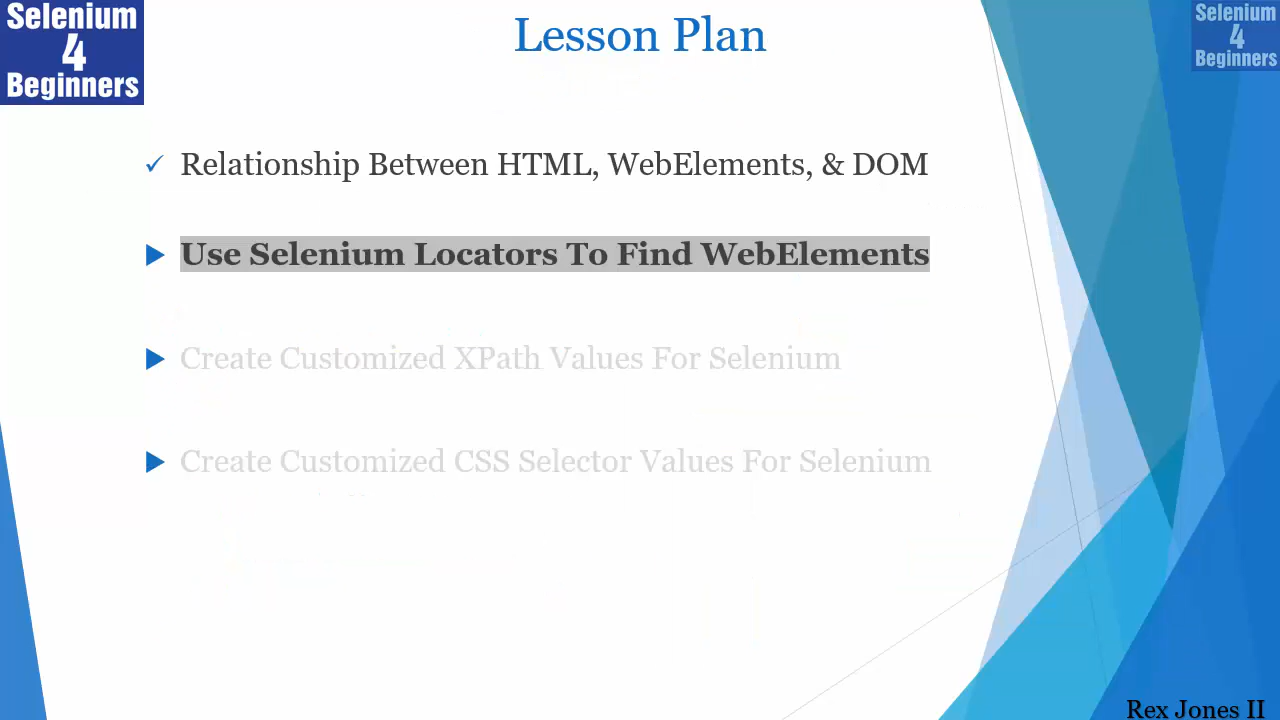 Selenium
4
Beginners
Lesson Plan
Selenium
4
Beginners
Relationship Between HTML, WebElements, & DOM
Use Selenium Locators To Find WebElements
Create Customized XPath Values For Selenium
Create Customized CSS Selector Values For Selenium
Rex Jones II